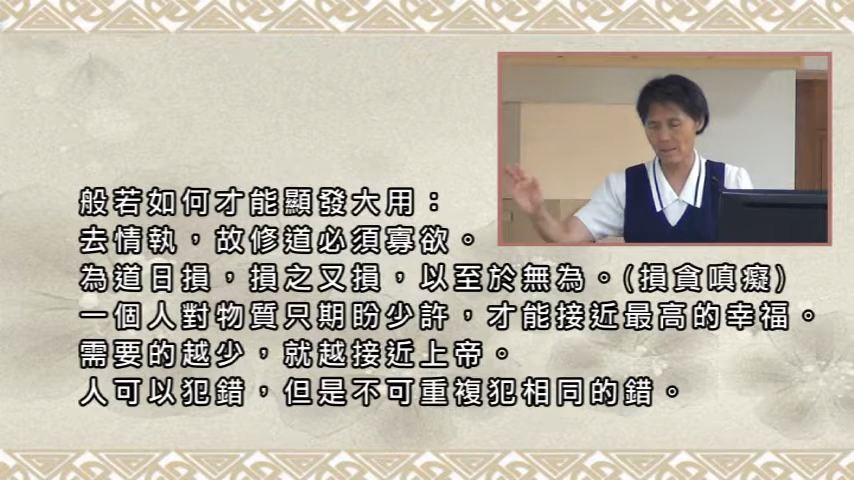 般若如何才能顯發大用：
去情執，故修道必須寡欲。
為道日損，損之又損，以至於無為。(損貪嗔癡)
一個人對物質只期盼少許，才能接近最高的幸福。
需要的越少，就越接近上帝。
人可以犯錯，但是不可重複犯相同的錯。